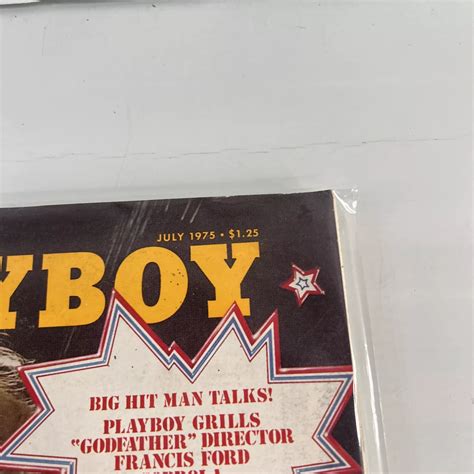 JULY 1975 • $1.25
YBOY
BIG HIT MAN TALKS!
PLAYBOY GRILLS
“GODFATHER” DIRECTOR
FRANCIS FORD